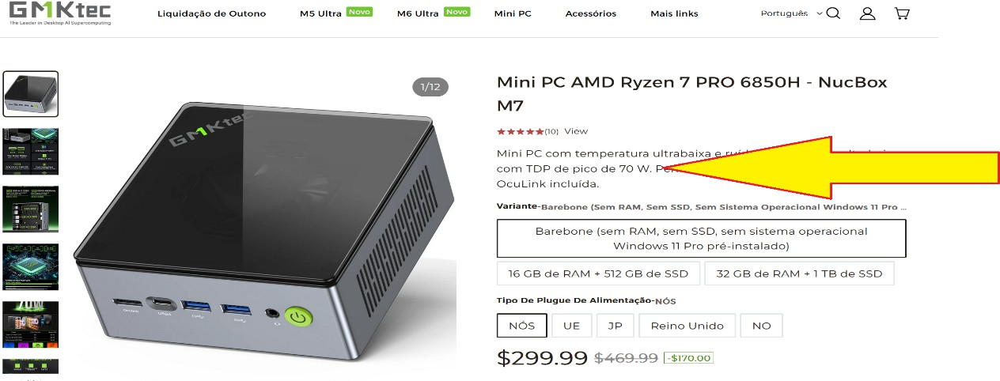 GMKtec
The Leader in Desktop AI Supercomputing
Liquidação de Outono
M5 Ultra Novo
M6 Ultra Novo
Mini PC
Acessórios
Mais links
Português
1/12
GMKtec
Mini PC AMD Ryzen 7 PRO 6850H - NucBox
M7
(10) View
Mini PC com temperatura ultrabaixa e
com TDP de pico de 70 W.
OcuLink incluída.
Variante-Barebone (Sem RAM, Sem SSD, Sem Sistema Operacional Windows 11 Pro ...
Barebone (sem RAM, sem SSD, sem sistema operacional
Windows 11 Pro pré-instalado)
16 GB de RAM + 512 GB de SSD
32 GB de RAM + 1 TB de SSD
Tipo De Plugue De Alimentação-NÓS
NÓS
UE
JP
Reino Unido
NO
$299.99 $469.99 -$170.00
70W